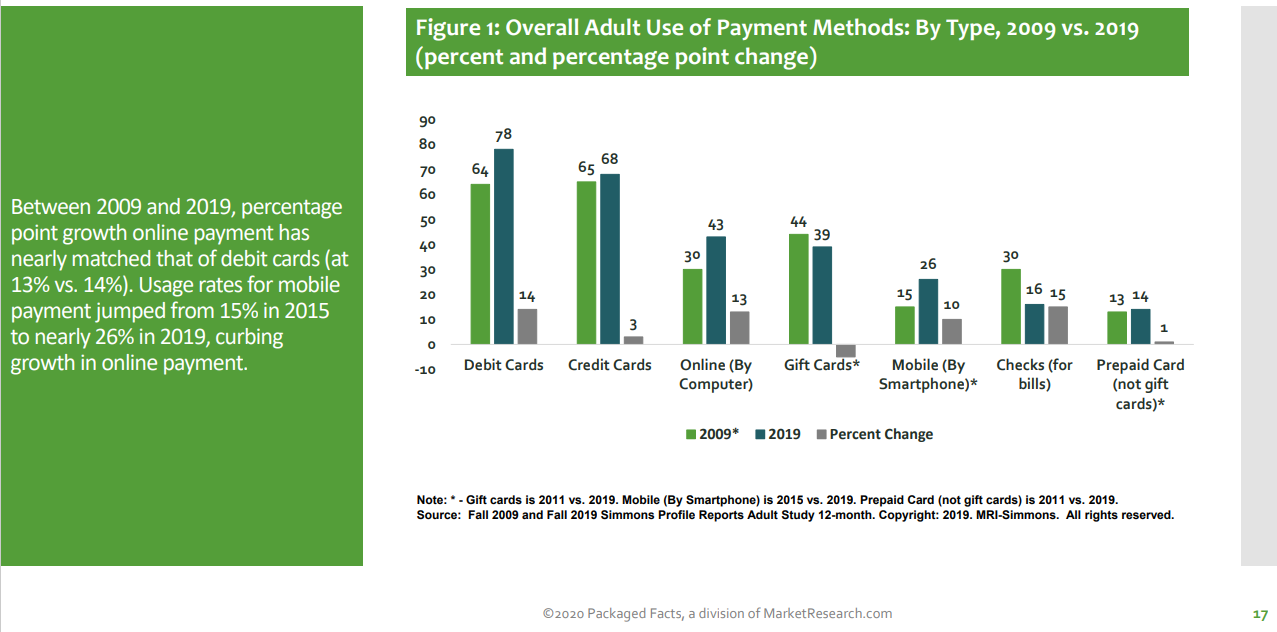 Figure 1: Overall Adult Use of Payment Methods: By Type, 2009 vs. 2019
(percent and percentage point change)
Between 2009 and 2019, percentage
point growth online payment has
nearly matched that of debit cards (at
13% vs. 14%). Usage rates for mobile
payment jumped from 15% in 2015
to nearly 26% in 2019, curbing
growth in online payment.
90
80
70
60
50
40
30
20
10
0
-10
64
78
14
65
68
3
30
43
13
44
39
15
26
10
30
16
15
13
14
1
Debit Cards
Credit Cards
Online (By
Computer)
Gift Cards*
Mobile (By
Smartphone)*
Checks (for
bills)
Prepaid Card
(not gift
cards)*
2009*
2019
Percent Change
Note: * - Gift cards is 2011 vs. 2019. Mobile (By Smartphone) is 2015 vs. 2019. Prepaid Card (not gift cards) is 2011 vs. 2019.
Source: Fall 2009 and Fall 2019 Simmons Profile Reports Adult Study 12-month. Copyright: 2019. MRI-Simmons. All rights reserved.
©2020 Packaged Facts, a division of MarketResearch.com
17